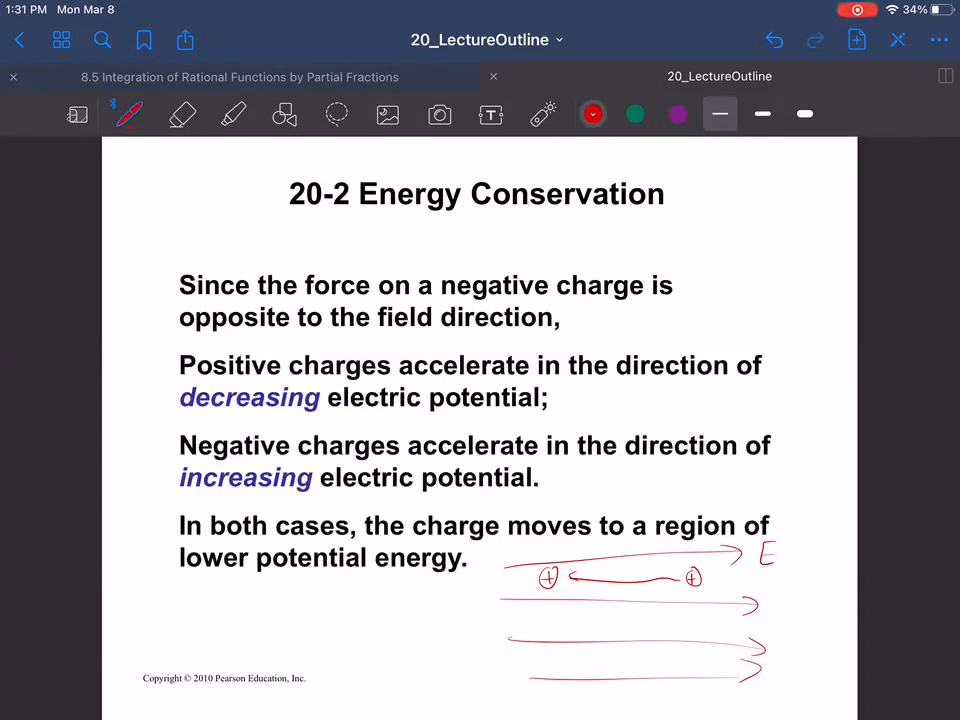 1:31 PM Mon Mar 8
34%
20_LectureOutline
8.5 Integration of Rational Functions by Partial Fractions
20_LectureOutline
T
20-2 Energy Conservation
Since the force on a negative charge is
opposite to the field direction,
Positive charges accelerate in the direction of
decreasing electric potential;
Negative charges accelerate in the direction of
increasing electric potential.
In both cases, the charge moves to a region of
lower potential energy.
E
+ +
Copyright © 2010 Pearson Education, Inc.